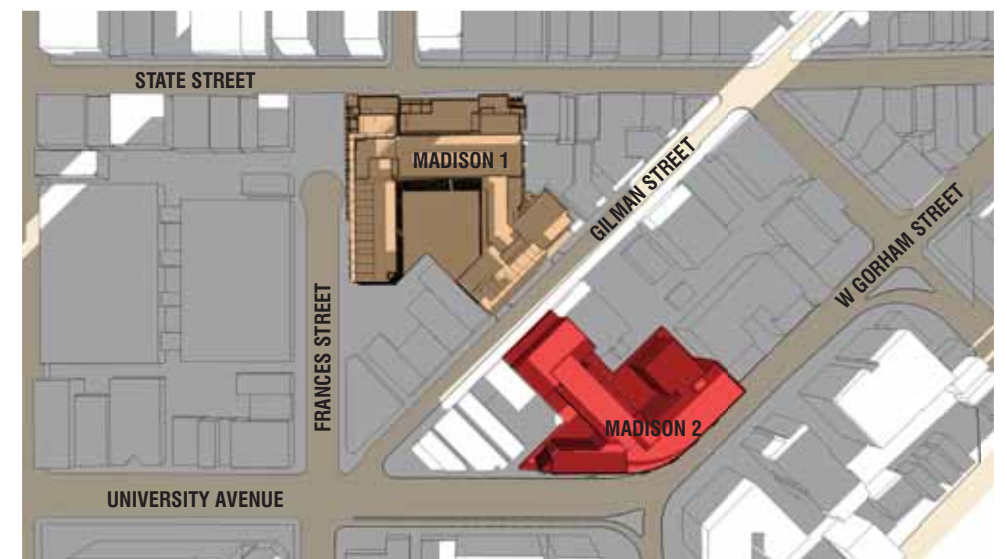 STATE STREET
MADISON 1
GILMAN STREET
W GORHAM STREET
FRANCES STREET
MADISON 2
UNIVERSITY AVENUE